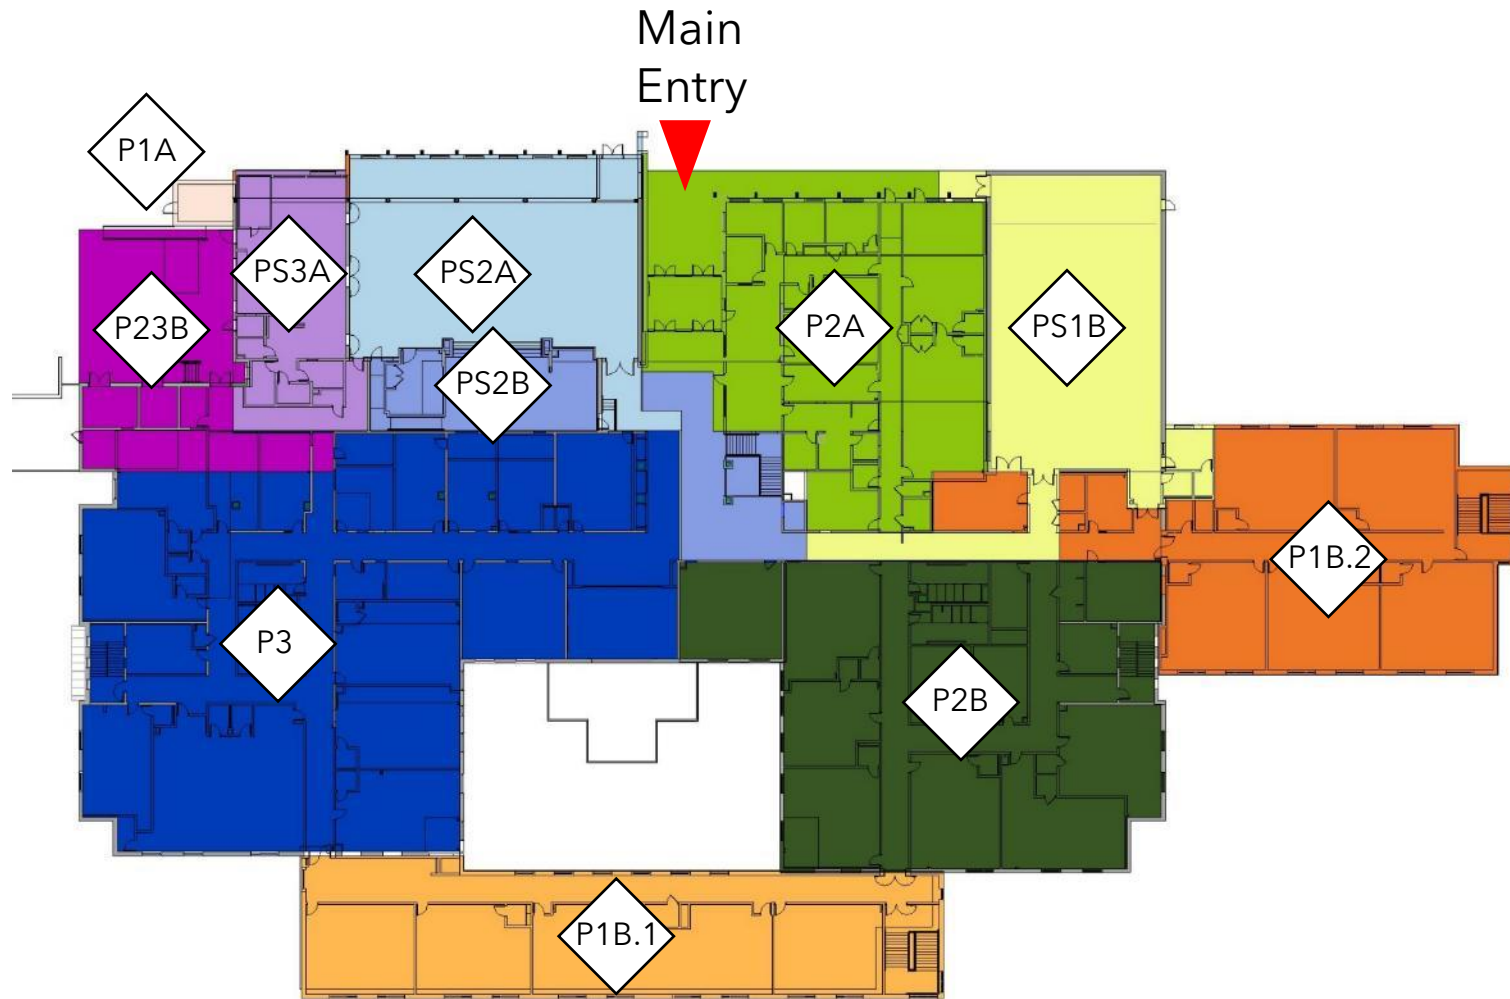 Main
Entry
P1A
PS3A
PS2A
P23B
P2A
PS1B
PS2B
P1B.2
P3
P2B
P1B.1